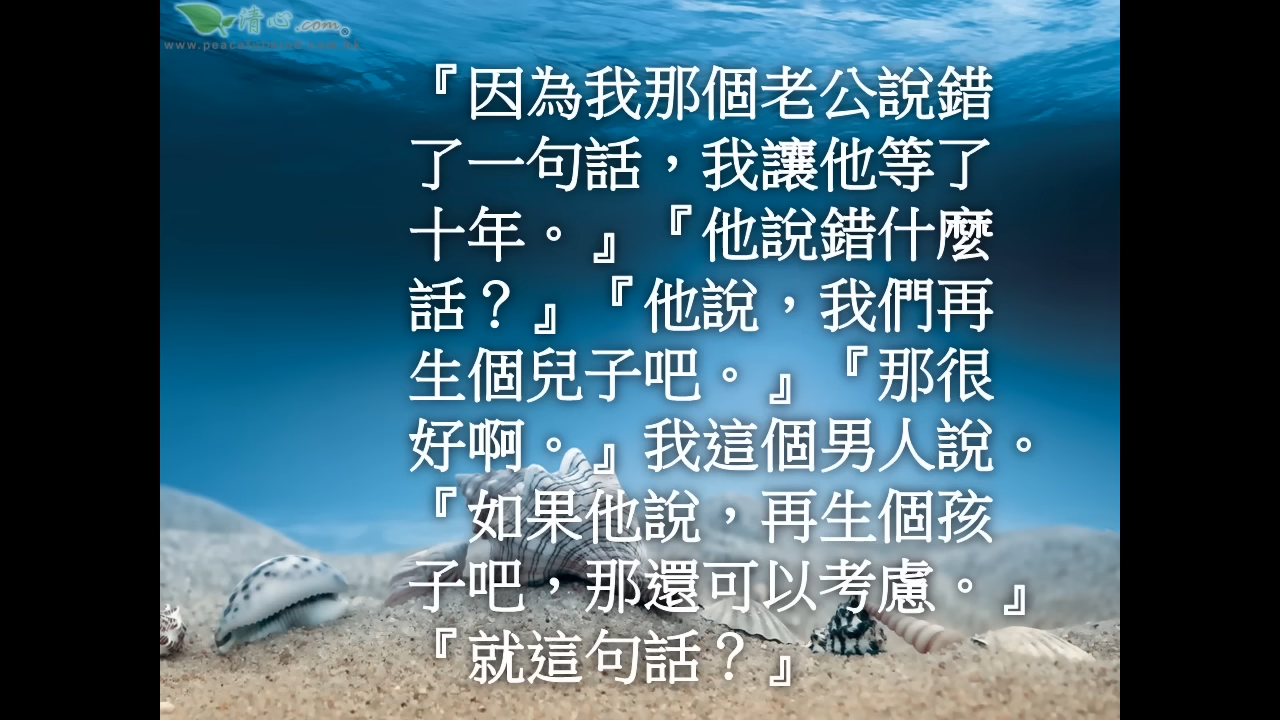 清心.com
『因為我那個老公說錯
了一句話，我讓他等了
十年。』『他說錯什麼
話？』『他說，我們再
生個兒子吧。』『那很
好啊。』我這個男人說。
『如果他說，再生個孩
子吧，那還可以考慮。』
『就這句話？』